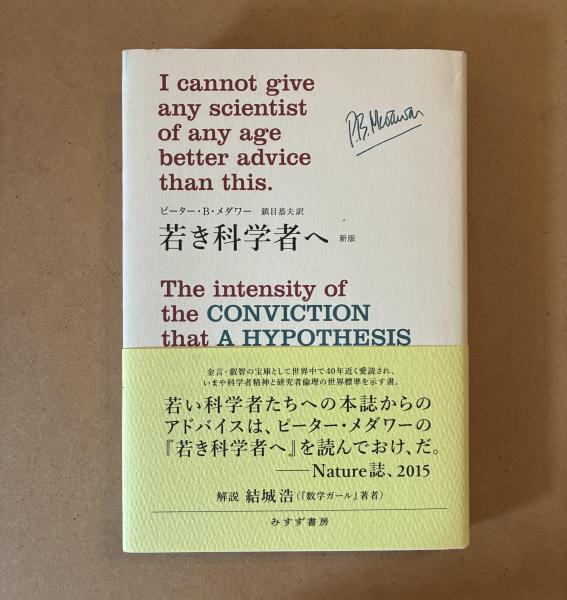 I cannot give
any scientist
of any age
better advice
than this.
P.B. Medawar
ピーター・B・メダワー 鎮目恭夫訳
若き科学者へ 新版
The intensity of
the CONVICTION
that A HYPOTHESIS
金言・叡智の宝庫として世界中で40年近く愛読され、
いまや科学者精神と研究者倫理の世界標準を示す書。
若い科学者たちへの本誌からの
アドバイスは、ピーター・メダワーの
『若き科学者へ』を読んでおけ、だ。
——Nature誌、2015
解説 結城浩(『数学ガール』著者)
みすず書房